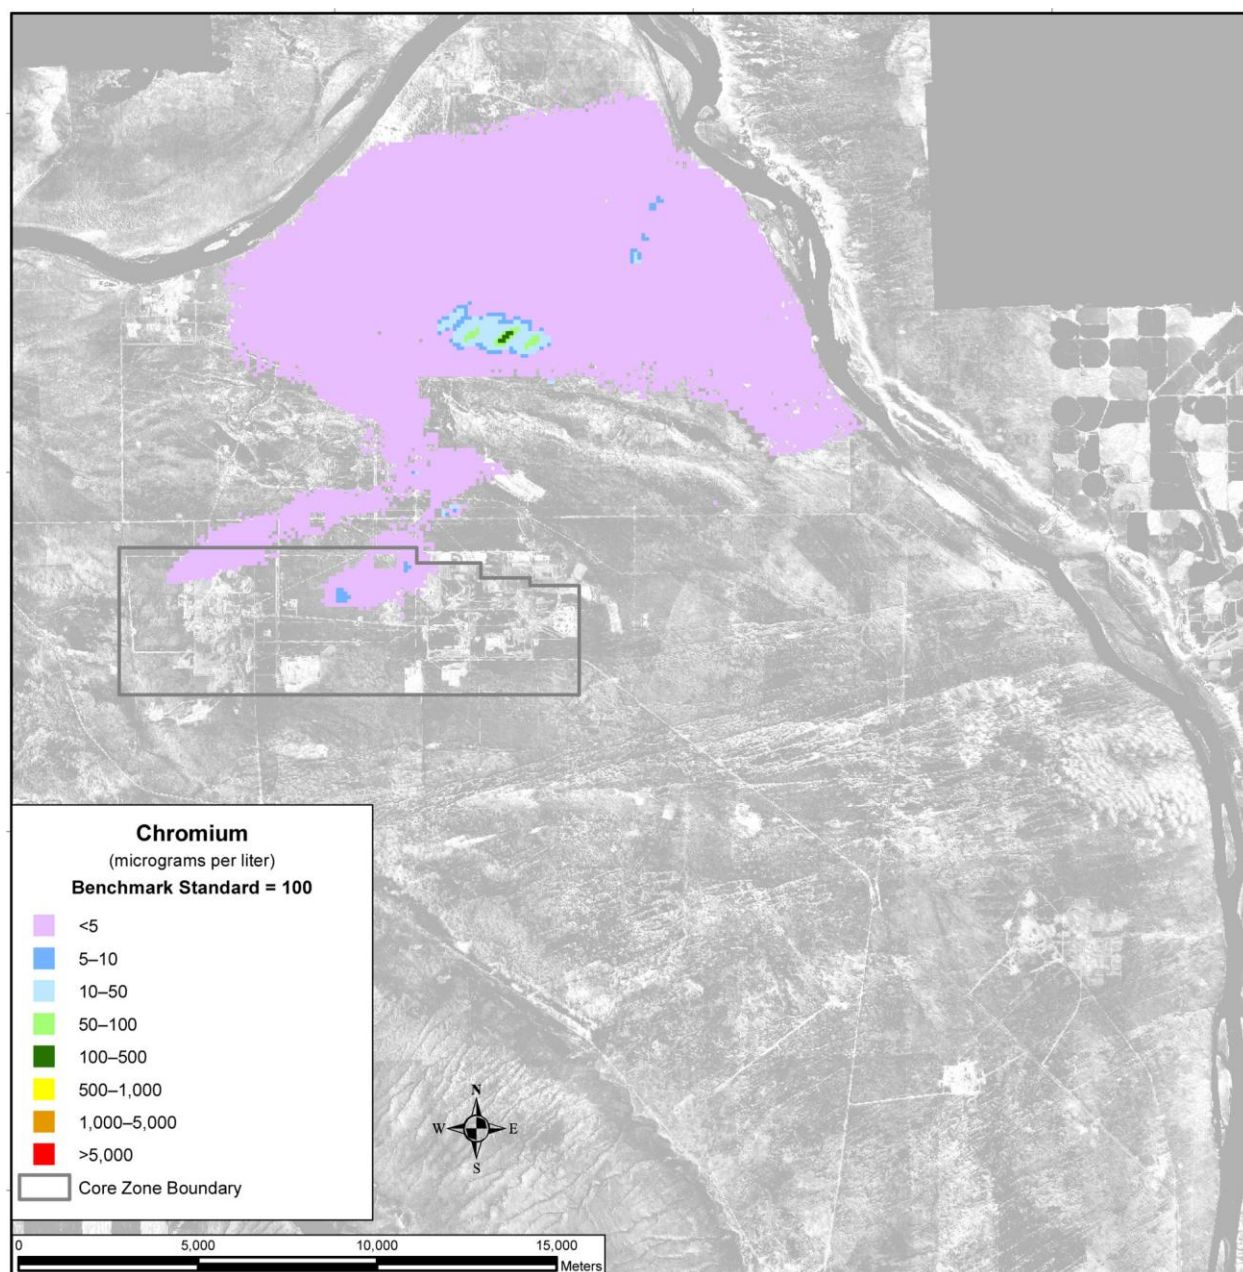 Chromium
(micrograms per liter)
Benchmark Standard = 100
<5
5–10
10–50
50–100
100–500
500–1,000
1,000–5,000
>5,000
Core Zone Boundary
N
W E
S
0 5,000 10,000 15,000
Meters